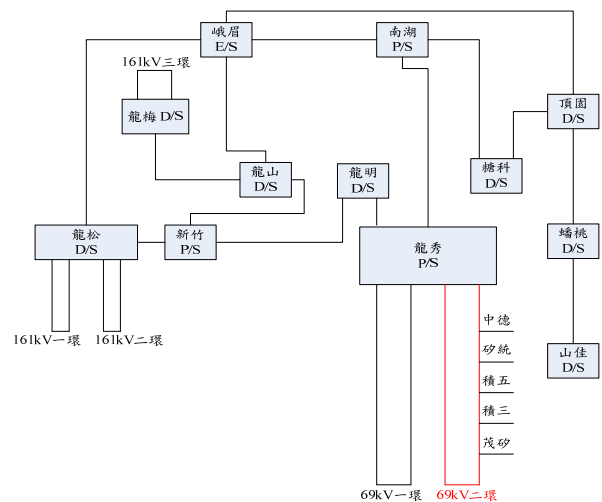 峨眉
E/S
南湖
P/S
161kV三環
龍梅 D/S
頂園
D/S
龍山
D/S
龍明
D/S
糖科
D/S
龍松
D/S
新竹
P/S
龍秀
P/S
蟠桃
D/S
161kV一環
161kV二環
中德
矽統
積五
積三
茂矽
山佳
D/S
69kV一環
69kV二環